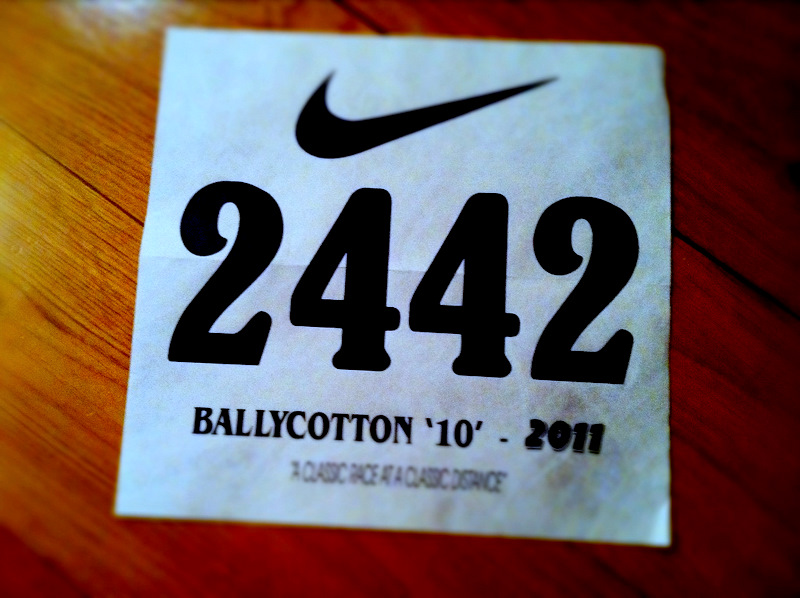 2442
BALLYCOTTON ‘10’ - 2011
"A CLASSIC RACE AT A CLASSIC DISTANCE"